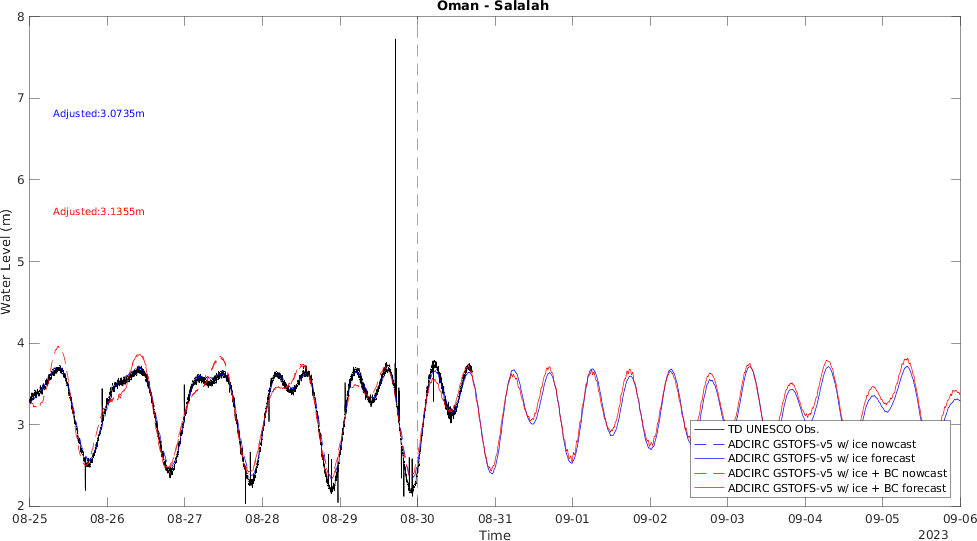 Oman - Salalah
8
7
6
5
4
3
2
Water Level (m)
Adjusted:3.0735m
Adjusted:3.1355m
TD UNESCO Obs.
ADCIRC GSTOFS-v5 w/ ice nowcast
ADCIRC GSTOFS-v5 w/ ice forecast
ADCIRC GSTOFS-v5 w/ ice + BC nowcast
ADCIRC GSTOFS-v5 w/ ice + BC forecast
08-25 08-26 08-27 08-28 08-29 08-30 08-31 09-01 09-02 09-03 09-04 09-05 09-06
Time
2023